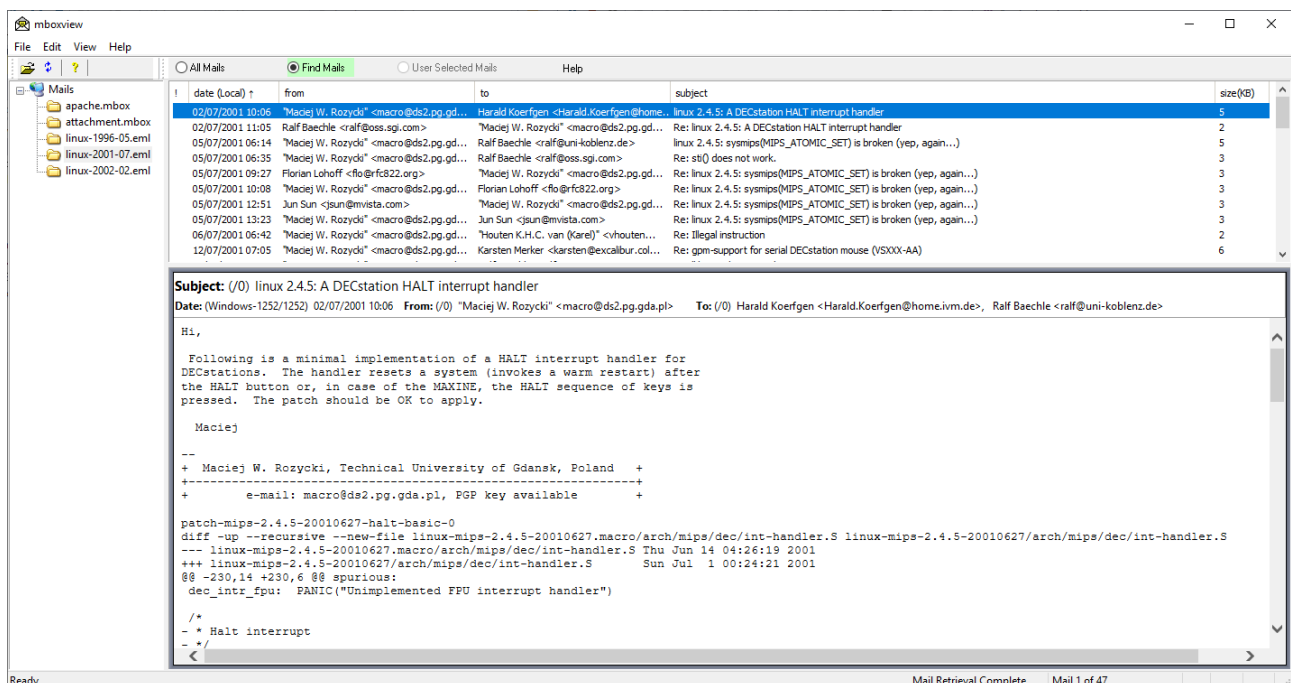 mboxview
File Edit View Help
All Mails Find Mails User Selected Mails Help
Mails
apache.mbox
attachment.mbox
linux-1996-05.eml
linux-2001-07.eml
linux-2002-02.eml
! date (Local) ↑ from to subject size(KB)
02/07/2001 10:06 "Maciej W. Rozycki" <macro@ds2.pg.gd... Harald Koerfgen <Harald.Koerfgen@home... linux 2.4.5: A DECstation HALT interrupt handler 5
02/07/2001 11:05 Ralf Baechle <ralf@oss.sgi.com> "Maciej W. Rozycki" <macro@ds2.pg.gd... Re: linux 2.4.5: A DECstation HALT interrupt handler 2
05/07/2001 06:14 "Maciej W. Rozycki" <macro@ds2.pg.gd... Ralf Baechle <ralf@uni-koblenz.de> linux 2.4.5: sysmips(MIPS_ATOMIC_SET) is broken (yep, again...) 5
05/07/2001 06:35 "Maciej W. Rozycki" <macro@ds2.pg.gd... Ralf Baechle <ralf@oss.sgi.com> Re: sti() does not work. 3
05/07/2001 09:27 Florian Lohoff <flo@rfc822.org> "Maciej W. Rozycki" <macro@ds2.pg.gd... Re: linux 2.4.5: sysmips(MIPS_ATOMIC_SET) is broken (yep, again...) 3
05/07/2001 10:08 "Maciej W. Rozycki" <macro@ds2.pg.gd... Florian Lohoff <flo@rfc822.org> Re: linux 2.4.5: sysmips(MIPS_ATOMIC_SET) is broken (yep, again...) 3
05/07/2001 12:51 Jun Sun <jsun@mvista.com> "Maciej W. Rozycki" <macro@ds2.pg.gd... Re: linux 2.4.5: sysmips(MIPS_ATOMIC_SET) is broken (yep, again...) 3
05/07/2001 13:23 "Maciej W. Rozycki" <macro@ds2.pg.gd... Jun Sun <jsun@mvista.com> Re: linux 2.4.5: sysmips(MIPS_ATOMIC_SET) is broken (yep, again...) 3
06/07/2001 06:42 "Maciej W. Rozycki" <macro@ds2.pg.gd... "Houten K.H.C. van (Karel)" <vhouten... Re: Illegal instruction 2
12/07/2001 07:05 "Maciej W. Rozycki" <macro@ds2.pg.gd... Karsten Merker <karsten@excalibur.col... Re: gpm-support for serial DECstation mouse (VSXXX-AA) 6
Subject: (/0) linux 2.4.5: A DECstation HALT interrupt handler
Date: (Windows-1252/1252) 02/07/2001 10:06 From: (/0) "Maciej W. Rozycki" <macro@ds2.pg.gda.pl> To: (/0) Harald Koerfgen <Harald.Koerfgen@home.ivm.de>, Ralf Baechle <ralf@uni-koblenz.de>
Hi,
Following is a minimal implementation of a HALT interrupt handler for
DECstations. The handler resets a system (invokes a warm restart) after
the HALT button or, in case of the MAXINE, the HALT sequence of keys is
pressed. The patch should be OK to apply.
Maciej
--
+ Maciej W. Rozycki, Technical University of Gdansk, Poland +
+--------------------------------------------------------------+
+ e-mail: macro@ds2.pg.gda.pl, PGP key available +
patch-mips-2.4.5-20010627-halt-basic-0
diff -up --recursive --new-file linux-mips-2.4.5-20010627.macro/arch/mips/dec/int-handler.S linux-mips-2.4.5-20010627/arch/mips/dec/int-handler.S
--- linux-mips-2.4.5-20010627.macro/arch/mips/dec/int-handler.S Thu Jun 14 04:26:19 2001
+++ linux-mips-2.4.5-20010627/arch/mips/dec/int-handler.S Sun Jul 1 00:24:21 2001
@@ -230,14 +230,6 @@ spurious:
dec_intr_fpu: PANIC("Unimplemented FPU interrupt handler")
/*
- * Halt interrupt
- */
Ready Mail Retrieval Complete Mail 1 of 47